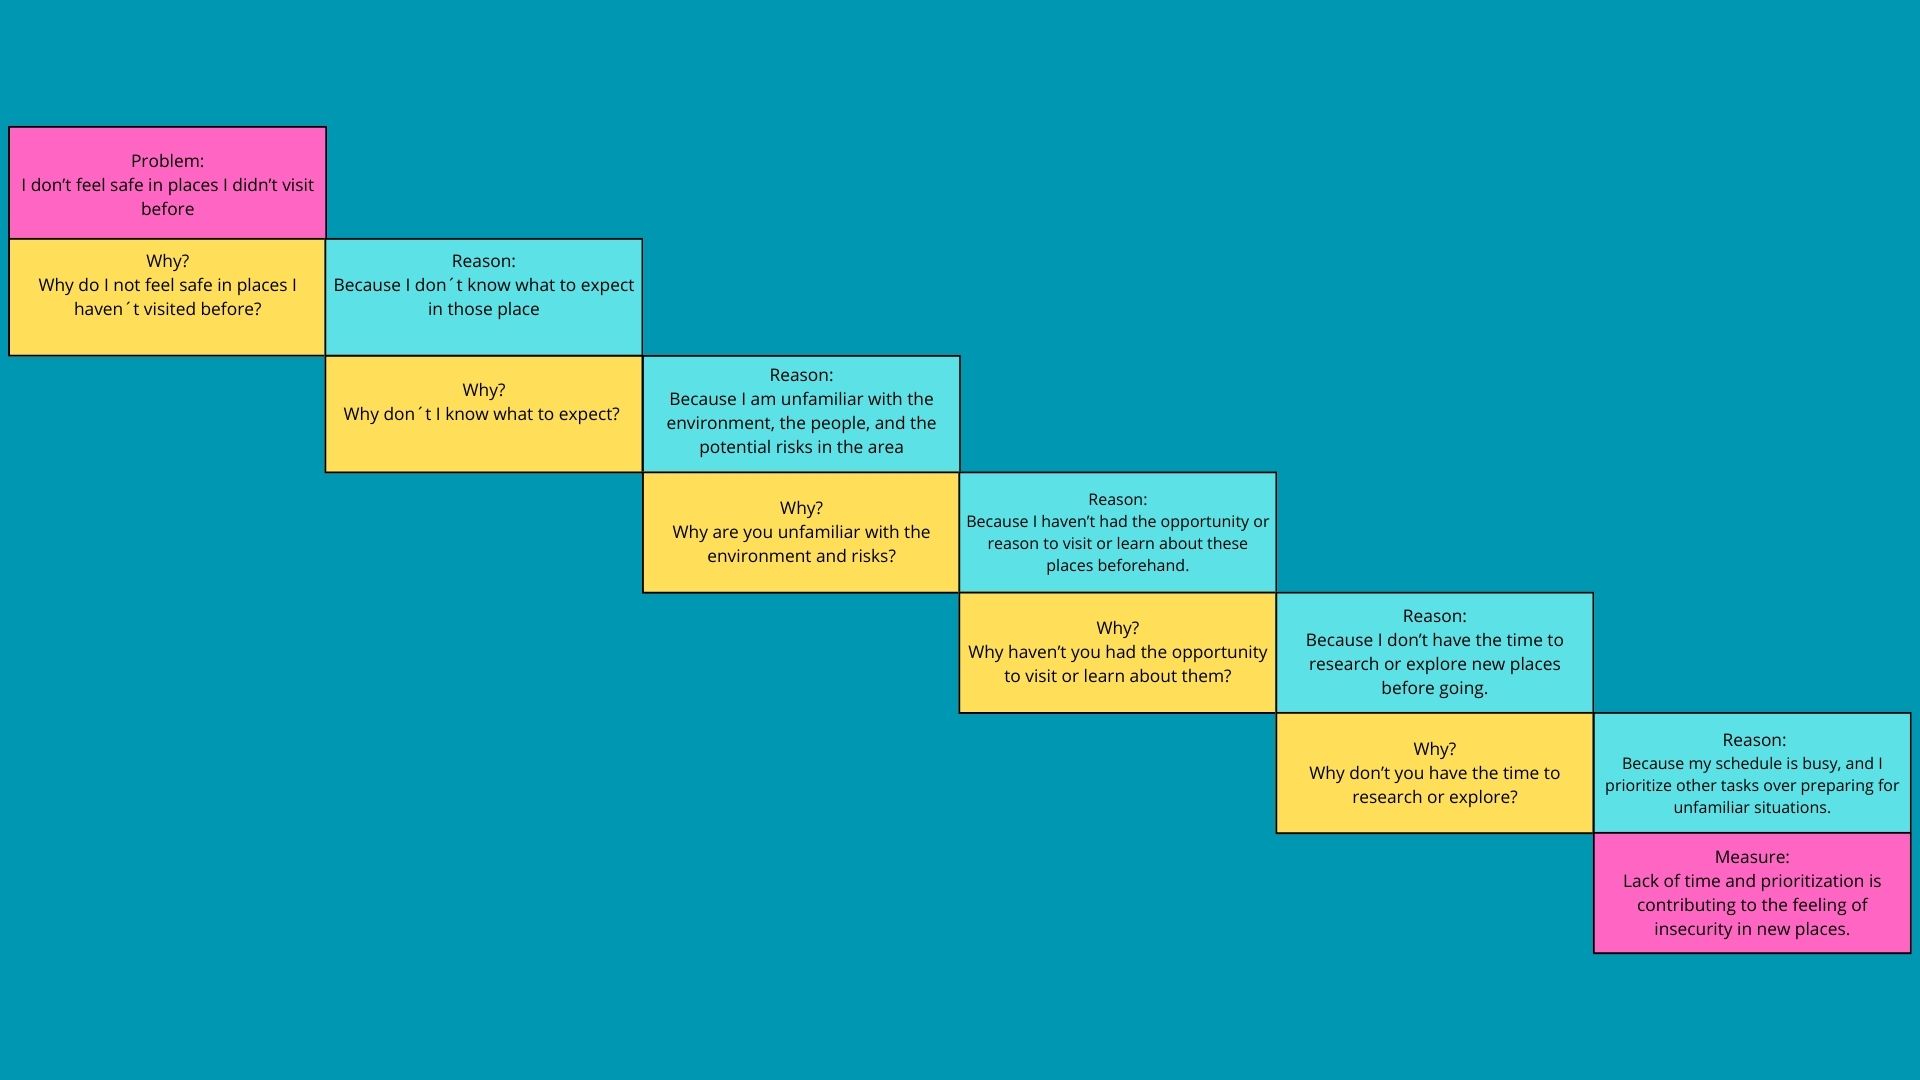 Problem:
I don’t feel safe in places I didn’t visit
before
Why?
Why do I not feel safe in places I
haven´t visited before?
Reason:
Because I don´t know what to expect
in those place
Why?
Why don´t I know what to expect?
Reason:
Because I am unfamiliar with the
environment, the people, and the
potential risks in the area
Why?
Why are you unfamiliar with the
environment and risks?
Reason:
Because I haven’t had the opportunity or
reason to visit or learn about these
places beforehand.
Why?
Why haven’t you had the opportunity
to visit or learn about them?
Reason:
Because I don’t have the time to
research or explore new places
before going.
Why?
Why don’t you have the time to
research or explore?
Reason:
Because my schedule is busy, and I
prioritize other tasks over preparing for
unfamiliar situations.
Measure:
Lack of time and prioritization is
contributing to the feeling of
insecurity in new places.